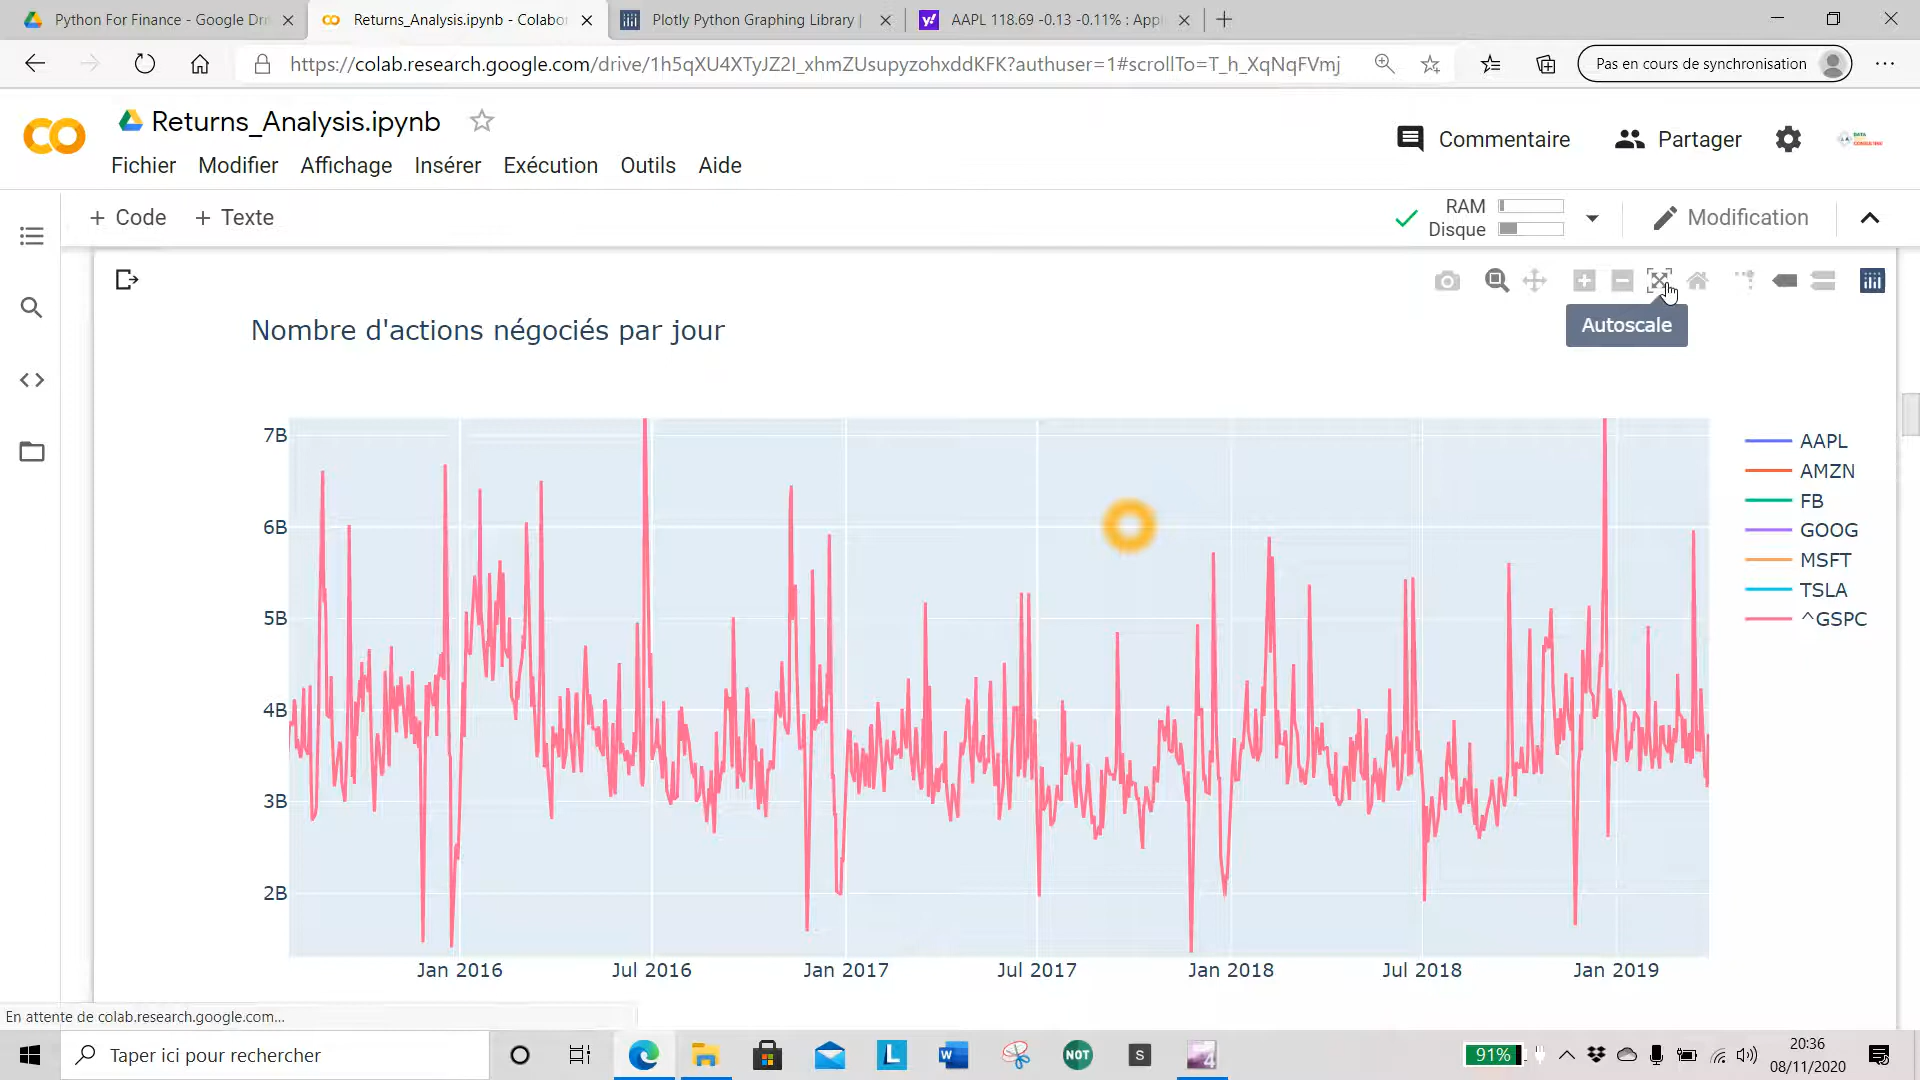 Python For Finance - Google Dri
Returns_Analysis.ipynb - Colabo
Plotly Python Graphing Library |
AAPL 118.69 -0.13 -0.11% : Appl
https://colab.research.google.com/drive/1h5qXU4XTyJZ2I_xhmZUsupyzohxddKFK?authuser=1#scrollTo=T_h_XqNqFVmj
Pas en cours de synchronisation
Returns_Analysis.ipynb
Commentaire
Partager
Fichier Modifier Affichage Insérer Exécution Outils Aide
+ Code + Texte
RAM
Disque
Modification
Autoscale
Nombre d'actions négociés par jour
7B
6B
5B
4B
3B
2B
Jan 2016 Jul 2016 Jan 2017 Jul 2017 Jan 2018 Jul 2018 Jan 2019
AAPL
AMZN
FB
GOOG
MSFT
TSLA
^GSPC
En attente de colab.research.google.com...
Taper ici pour rechercher
NOT
S
91%
20:36
08/11/2020